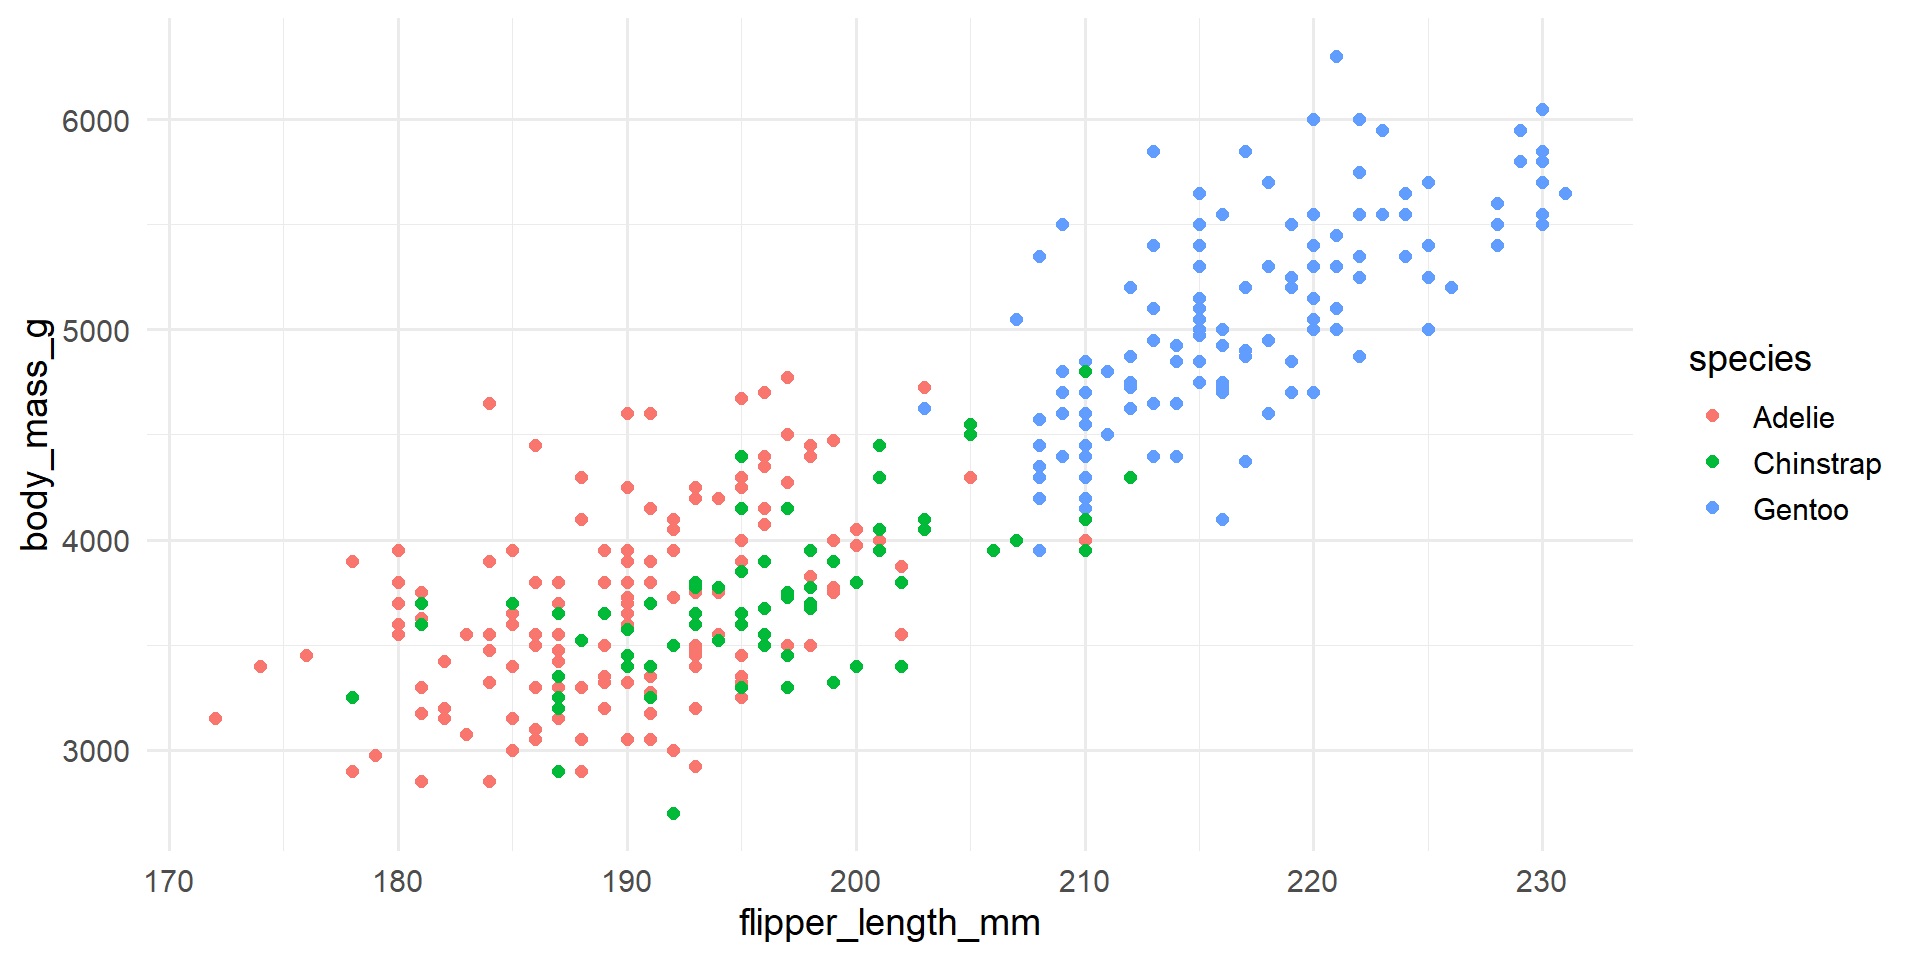 6000
5000
4000
3000
body_mass_g
170 180 190 200 210 220 230
flipper_length_mm
species
Adelie
Chinstrap
Gentoo